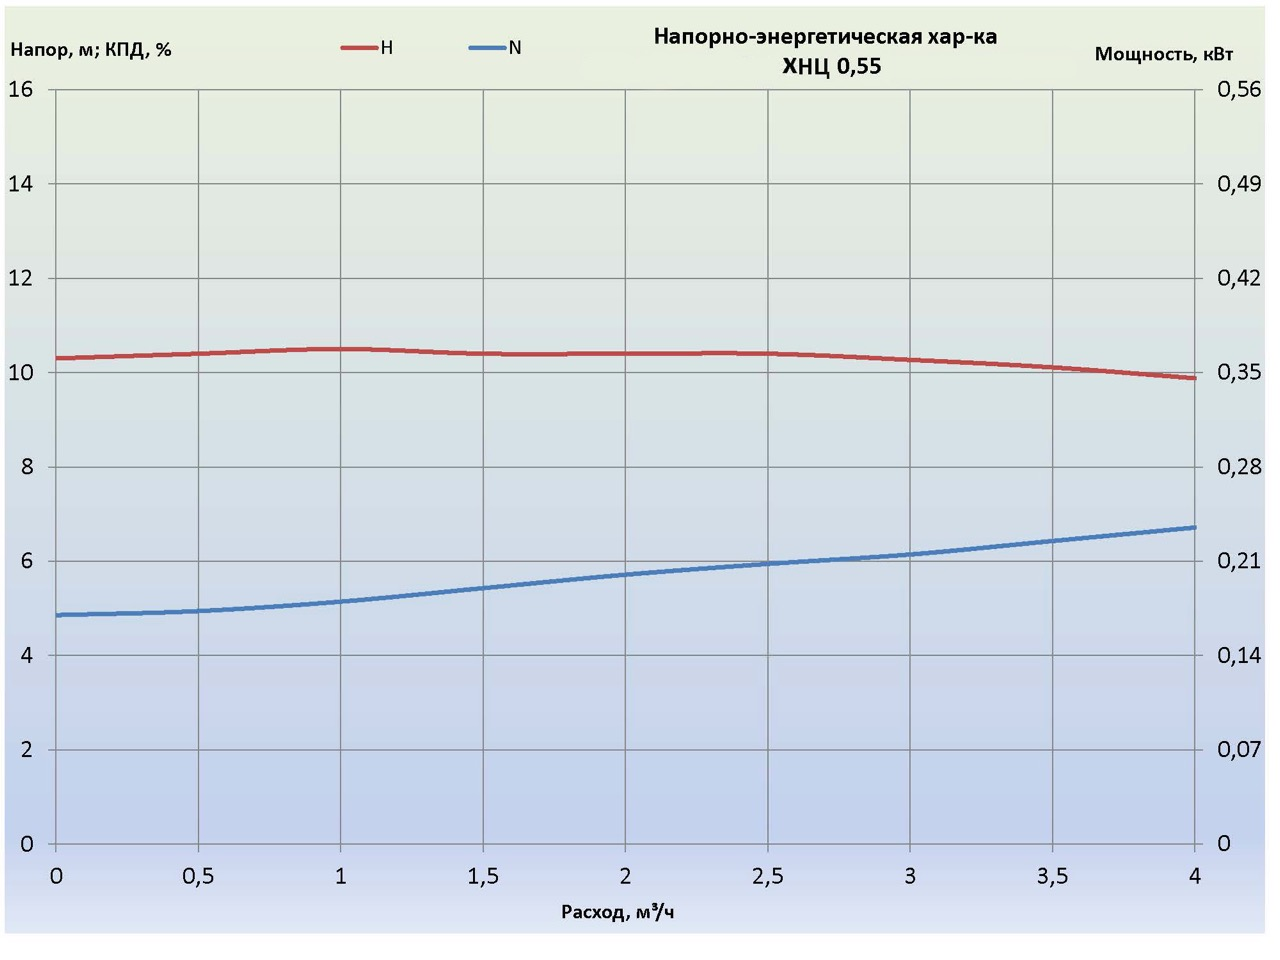 Напорно-энергетическая хар-ка
ХНЦ 0,55
Напор, м; КПД, %
H
N
Мощность, кВт
16
0,56
14
0,49
12
0,42
10
0,35
8
0,28
6
0,21
4
0,14
2
0,07
0
0
0 0,5 1 1,5 2 2,5 3 3,5 4
Расход, м³/ч